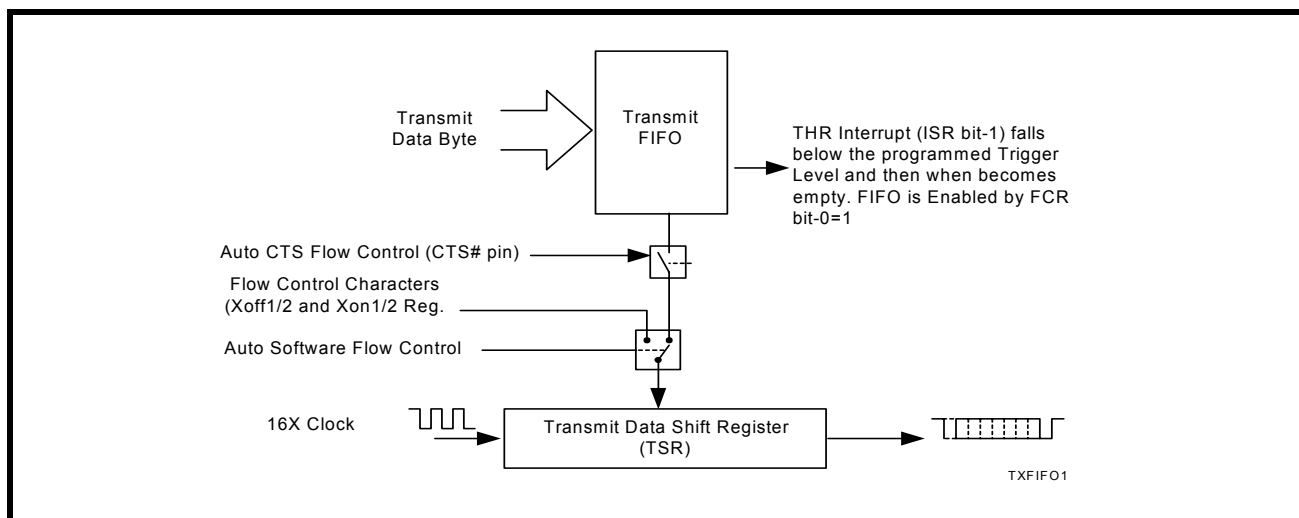 Transmit
Data Byte
Transmit
FIFO
THR Interrupt (ISR bit-1) falls
below the programmed Trigger
Level and then when becomes
empty. FIFO is Enabled by FCR
bit-0=1
Auto CTS Flow Control (CTS# pin)
Flow Control Characters
(Xoff1/2 and Xon1/2 Reg.
Auto Software Flow Control
16X Clock
Transmit Data Shift Register
(TSR)
TXFIFO1